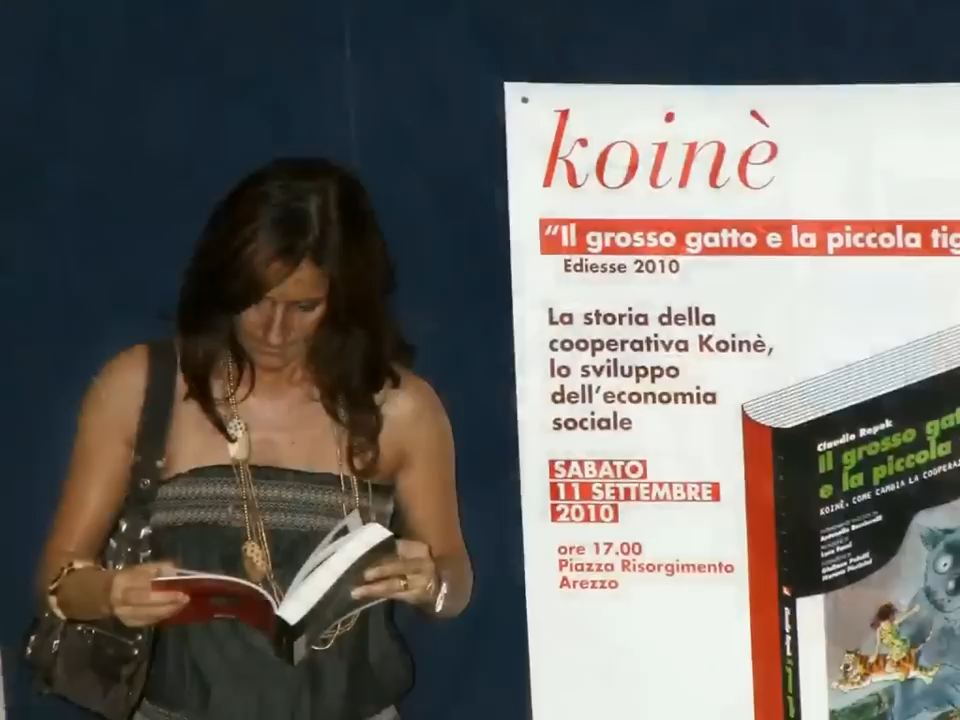 koinè
“Il grosso gatto e la piccola tig
Ediesse 2010
La storia della
cooperativa Koinè,
lo sviluppo
dell’economia
sociale
SABATO
11 SETTEMBRE
2010
ore 17.00
Piazza Risorgimento
Arezzo
Claudio Repek
Il grosso gat
e la piccola
KOINÈ, COME CAMBIA LA COOPERAZ